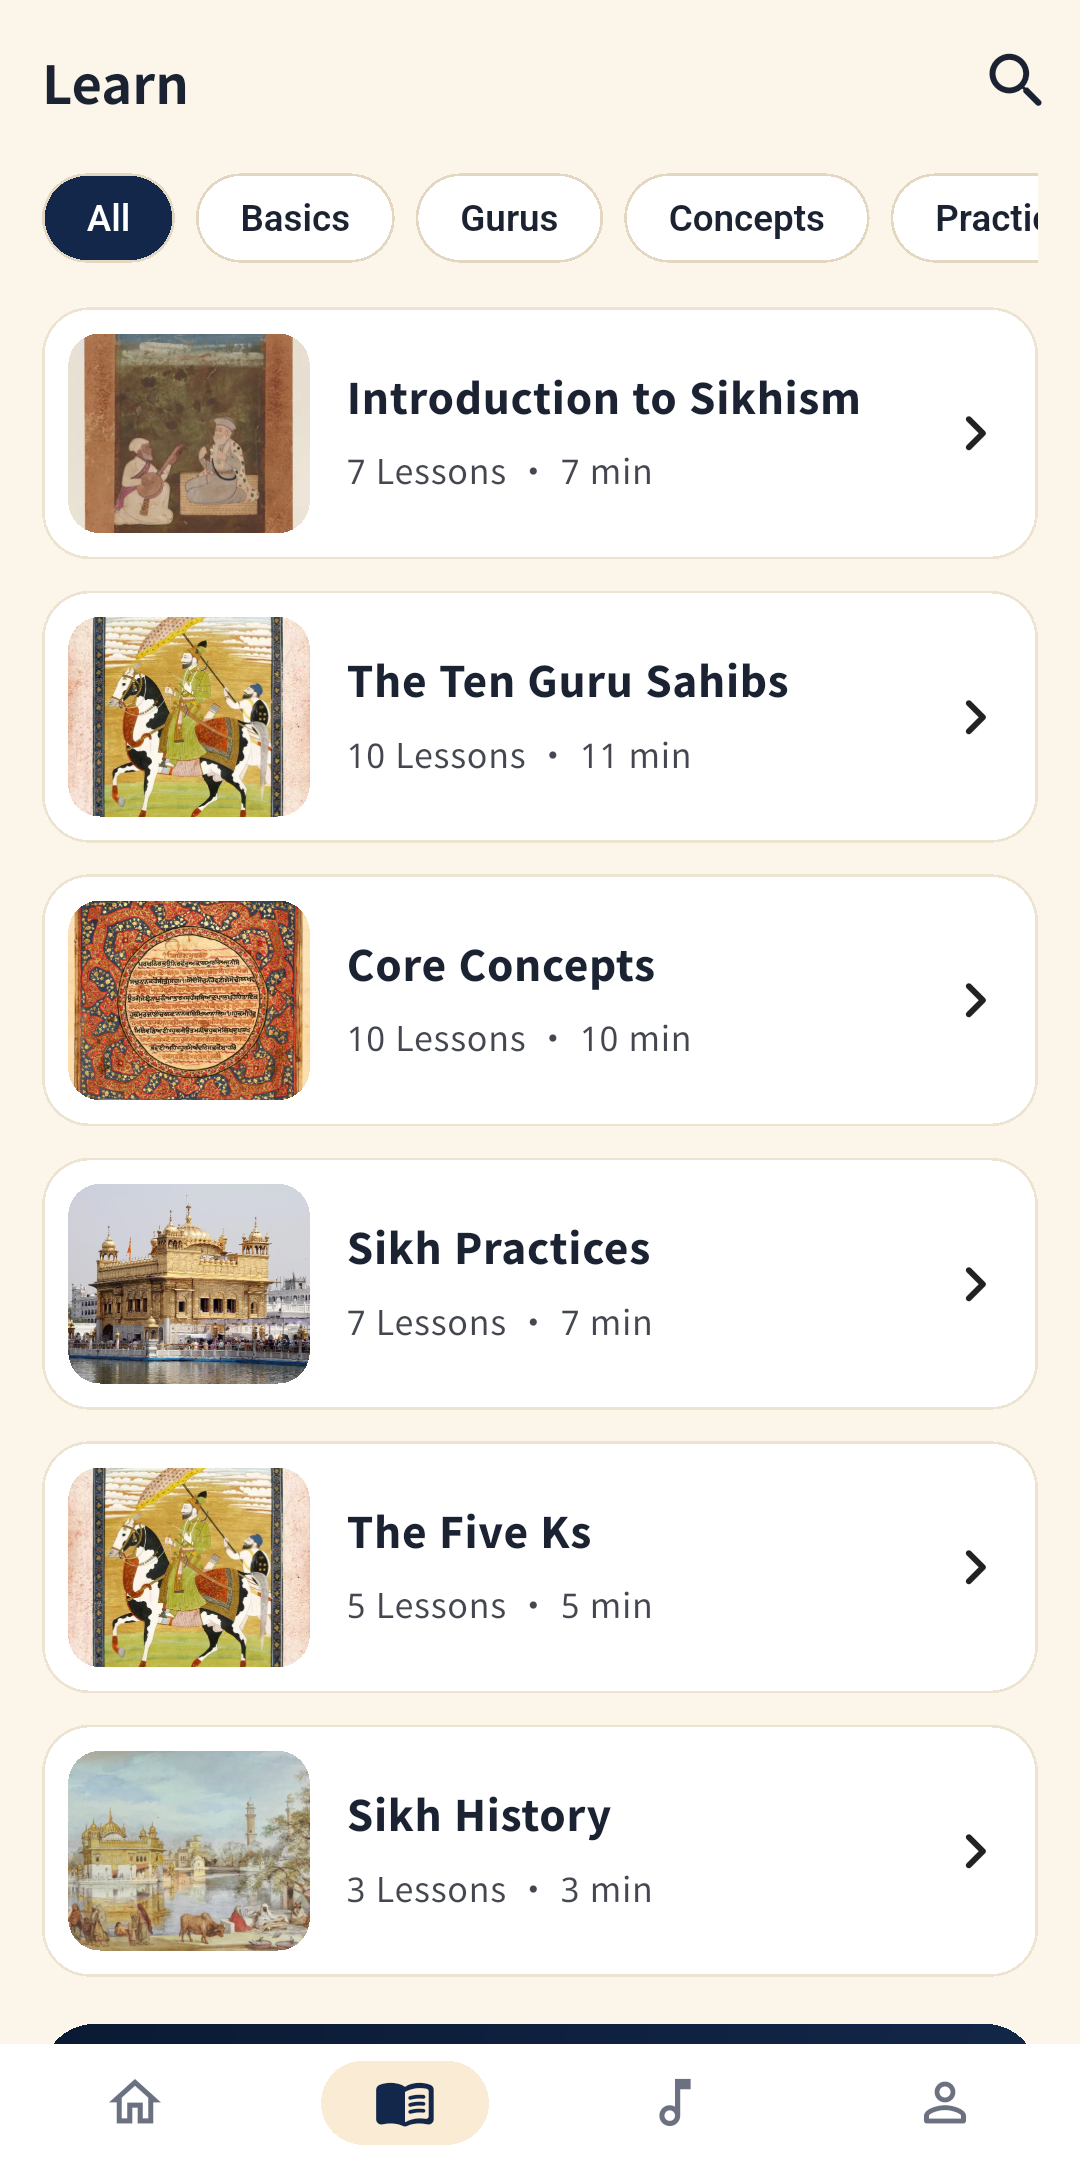 Learn
All
Basics
Gurus
Concepts
Practic
Introduction to Sikhism
7 Lessons • 7 min
The Ten Guru Sahibs
10 Lessons • 11 min
Core Concepts
10 Lessons • 10 min
Sikh Practices
7 Lessons • 7 min
The Five Ks
5 Lessons • 5 min
Sikh History
3 Lessons • 3 min